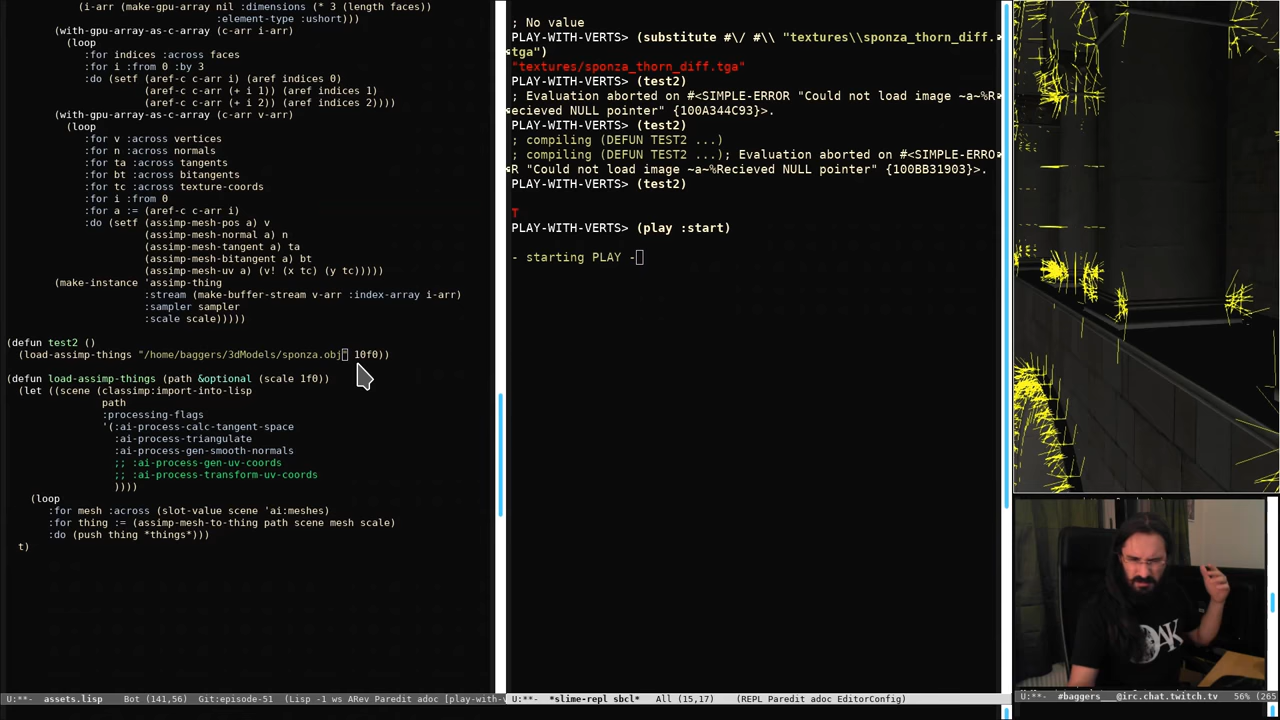 (i-arr (make-gpu-array nil :dimensions (* 3 (length faces))
:element-type :ushort)))
(with-gpu-array-as-c-array (c-arr i-arr)
(loop
:for indices :across faces
:for i :from 0 :by 3
:do (setf (aref-c c-arr i) (aref indices 0)
(aref-c c-arr (+ i 1)) (aref indices 1)
(aref-c c-arr (+ i 2)) (aref indices 2))))
(with-gpu-array-as-c-array (c-arr v-arr)
(loop
:for v :across vertices
:for n :across normals
:for ta :across tangents
:for bt :across bitangents
:for tc :across texture-coords
:for i :from 0
:for a := (aref-c c-arr i)
:do (setf (assimp-mesh-pos a) v
(assimp-mesh-normal a) n
(assimp-mesh-tangent a) ta
(assimp-mesh-bitangent a) bt
(assimp-mesh-uv a) (v! (x tc) (y tc)))))
(make-instance 'assimp-thing
:stream (make-buffer-stream v-arr :index-array i-arr)
:sampler sampler
:scale scale)))))
(defun test2 ()
(load-assimp-things "/home/baggers/3dModels/sponza.obj" 10f0))
(defun load-assimp-things (path &optional (scale 1f0))
(let ((scene (classimp:import-into-lisp
path
:processing-flags
'(:ai-process-calc-tangent-space
:ai-process-triangulate
:ai-process-gen-smooth-normals
;; :ai-process-gen-uv-coords
;; :ai-process-transform-uv-coords
))))
(loop
:for mesh :across (slot-value scene 'ai:meshes)
:for thing := (assimp-mesh-to-thing path scene mesh scale)
:do (push thing *things*)))
t)
U:**-  assets.lisp   Bot (141,56)  Git:episode-51  (Lisp -1 ws ARev Paredit adoc [play-with-v
; No value
PLAY-WITH-VERTS> (substitute #\/ #\\ "textures\\sponza_thorn_diff.
tga")
"textures/sponza_thorn_diff.tga"
PLAY-WITH-VERTS> (test2)
; Evaluation aborted on #<SIMPLE-ERROR "Could not load image ~a~%R
ecieved NULL pointer" {100A344C93}>.
PLAY-WITH-VERTS> (test2)
; compiling (DEFUN TEST2 ...)
; compiling (DEFUN TEST2 ...); Evaluation aborted on #<SIMPLE-ERRO
R "Could not load image ~a~%Recieved NULL pointer" {100BB31903}>.
PLAY-WITH-VERTS> (test2)
T
PLAY-WITH-VERTS> (play :start)
- starting PLAY -
U:**-  *slime-repl sbcl*   All (15,17)   (REPL Paredit adoc EditorConfig)
OAK
U:**-  #baggers__  @irc.chat.twitch.tv   56% (265